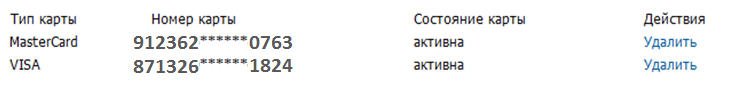 Тип карты Номер карты Состояние карты Действия
MasterCard 912362******0763 активна Удалить
VISA 871326******1824 активна Удалить